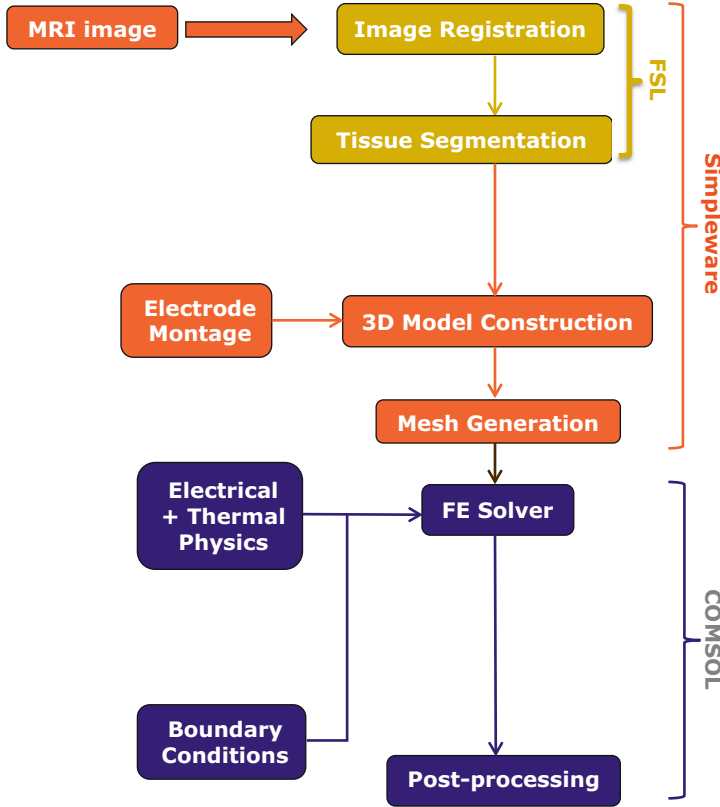 MRI image
Image Registration
FSL
Tissue Segmentation
Simpleware
Electrode
Montage
3D Model Construction
Mesh Generation
Electrical
+ Thermal
Physics
FE Solver
COMSOL
Boundary
Conditions
Post-processing